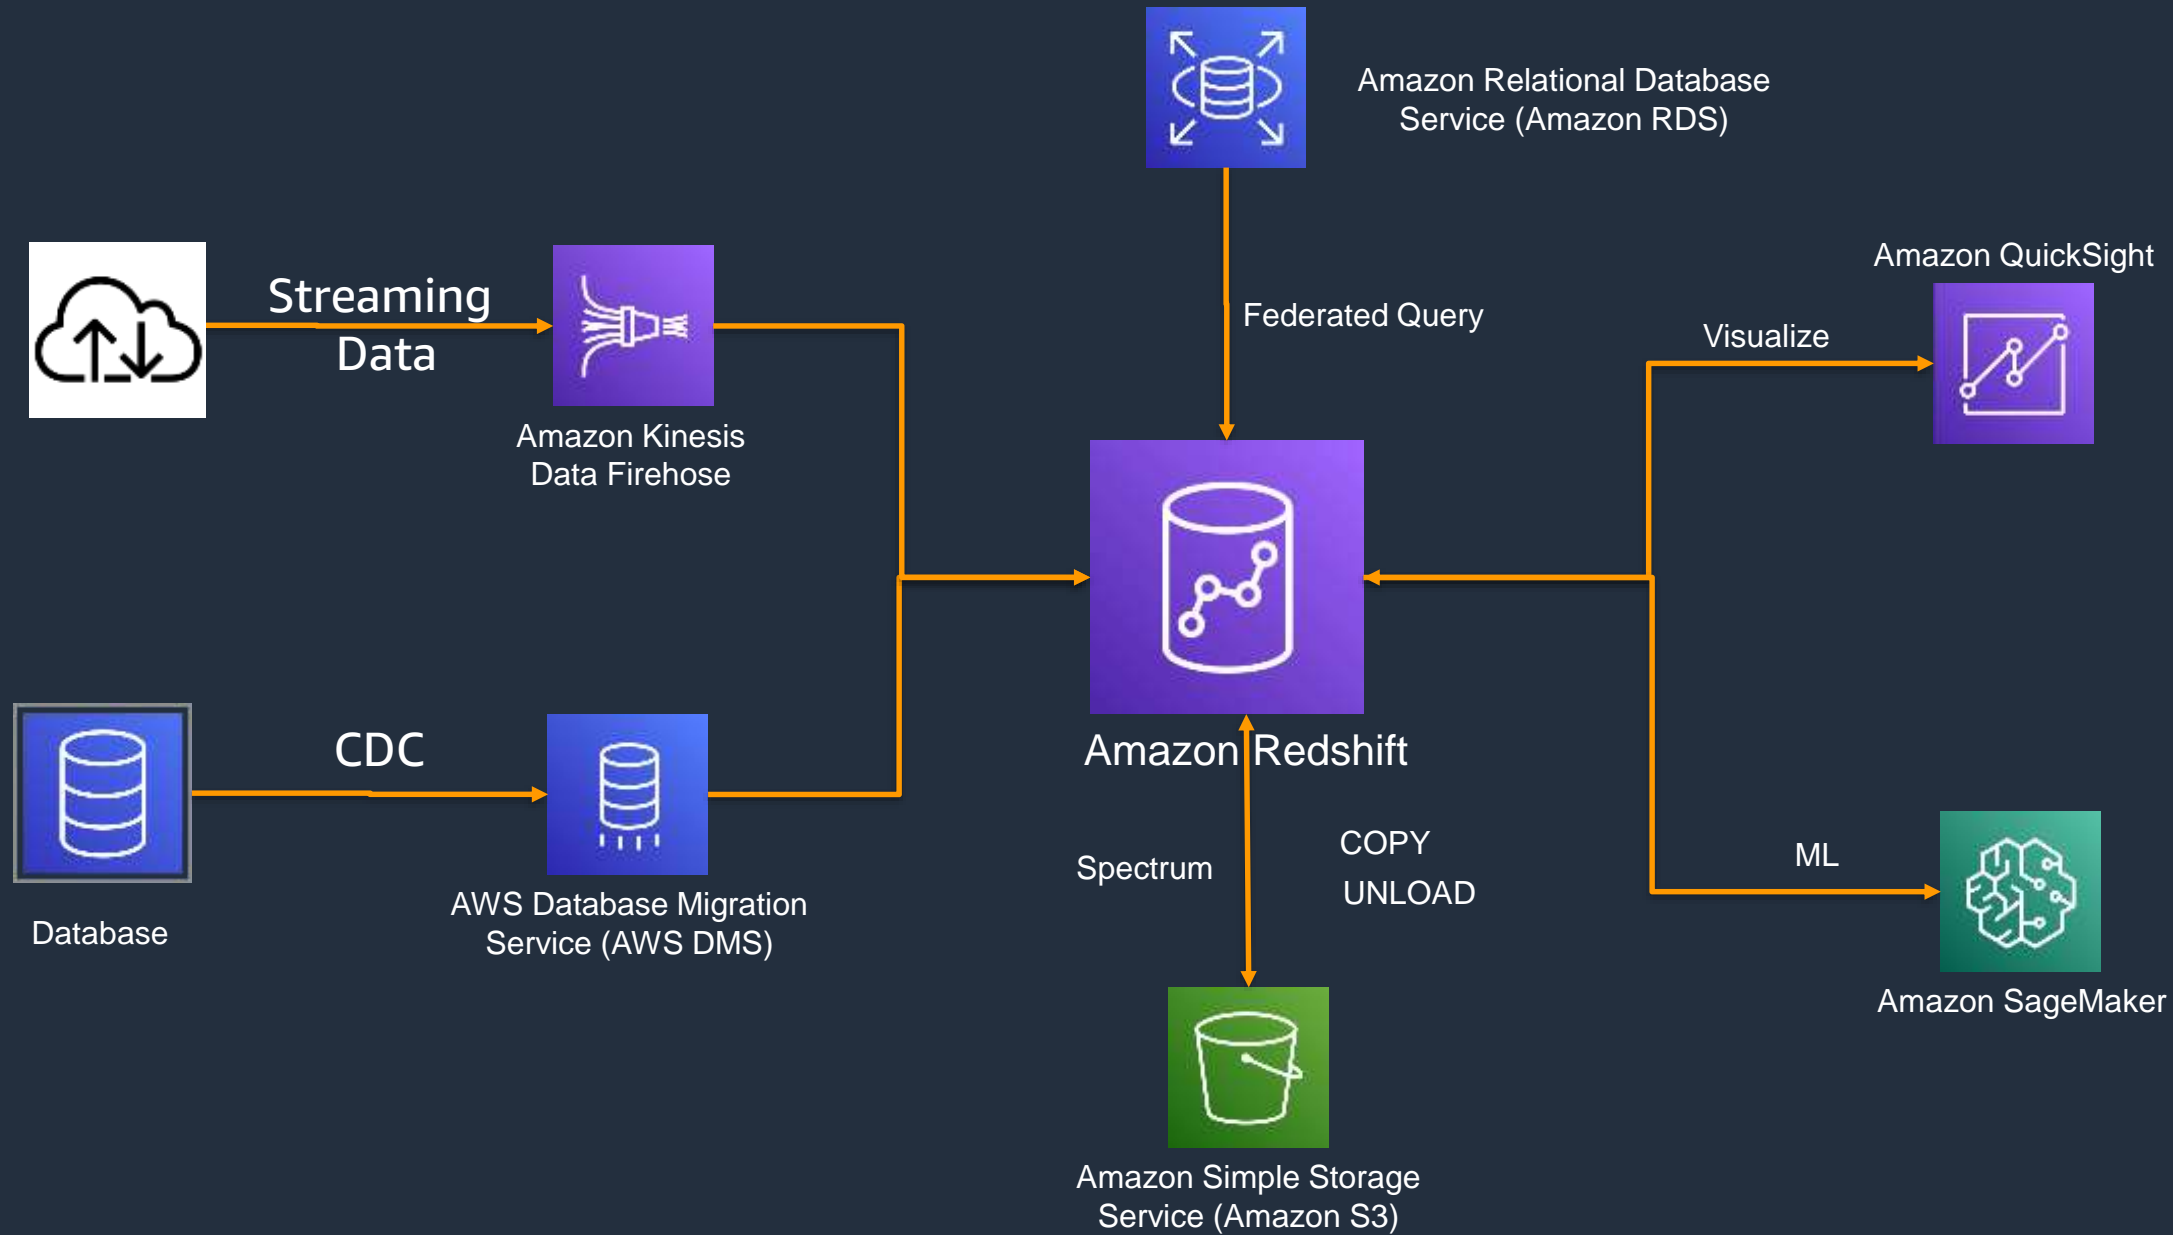 Amazon Relational Database
Service (Amazon RDS)
Streaming
Data
Amazon Kinesis
Data Firehose
Federated Query
Amazon QuickSight
Visualize
Amazon Redshift
CDC
Database
AWS Database Migration
Service (AWS DMS)
Spectrum
COPY
UNLOAD
ML
Amazon SageMaker
Amazon Simple Storage
Service (Amazon S3)